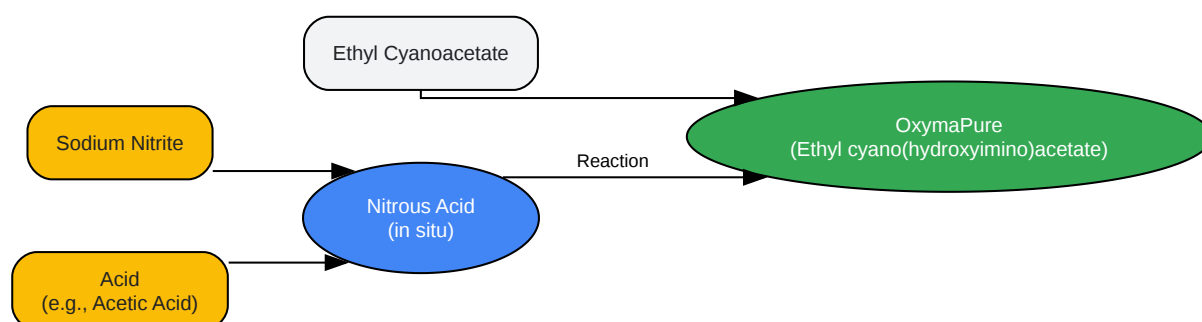 Ethyl Cyanoacetate
Sodium Nitrite
OxymaPure
(Ethyl cyano(hydroxyimino)acetate)
Reaction
Nitrous Acid
(in situ)
Acid
(e.g., Acetic Acid)